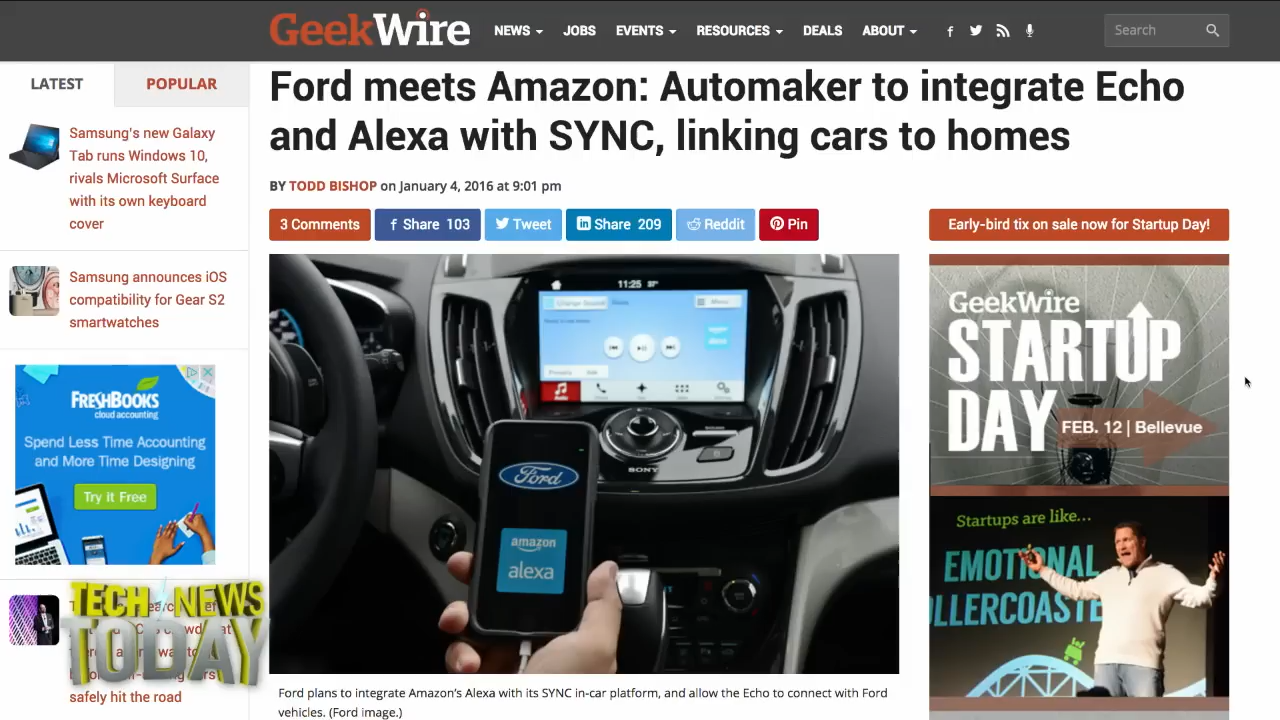 GeekWire
NEWS
JOBS
EVENTS
RESOURCES
DEALS
ABOUT
Search
LATEST
POPULAR
Samsung's new Galaxy
Tab runs Windows 10,
rivals Microsoft Surface
with its own keyboard
cover
Samsung announces iOS
compatibility for Gear S2
smartwatches
FRESHBOOKS
cloud accounting
Spend Less Time Accounting
and More Time Designing
Try it Free
TECH NEWS
TODAY
safely hit the road
Ford meets Amazon: Automaker to integrate Echo
and Alexa with SYNC, linking cars to homes
BY TODD BISHOP on January 4, 2016 at 9:01 pm
3 Comments
f Share 103
Tweet
in Share 209
Reddit
Pin
11:25
Change Source
Menu
Audio
SONY
Ford
amazon
alexa
Ford plans to integrate Amazon's Alexa with its SYNC in-car platform, and allow the Echo to connect with Ford
vehicles. (Ford image.)
Early-bird tix on sale now for Startup Day!
GeekWire
STARTUP
DAY
FEB. 12 | Bellevue
Startups are like...
EMOTIONAL